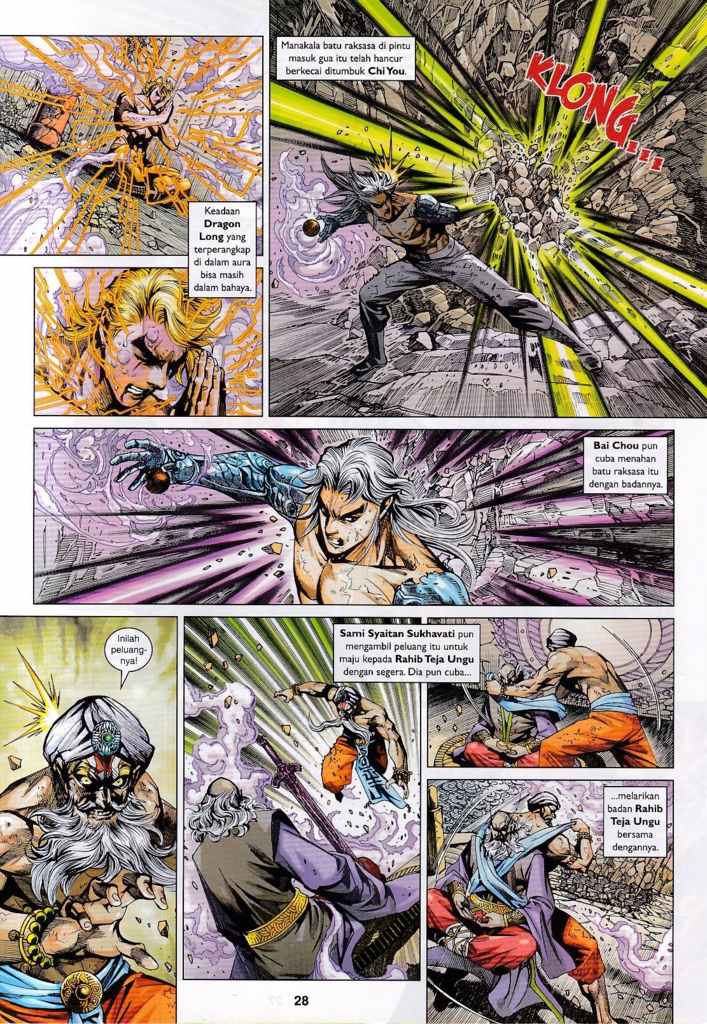 Manakala batu raksasa di pintu
masuk gua itu telah hancur
berkecai ditumbuk Chi You.
KLONG...
Keadaan
Dragon
Long yang
terperangkap
di dalam aura
bisa masih
dalam bahaya.
Bai Chou pun
cuba menahan
batu raksasa itu
dengan badannya.
Inilah
peluang-
nya!
Sami Syaitan Sukhavati pun
mengambil peluang itu untuk
maju kepada Rahib Teja Ungu
dengan segera. Dia pun cuba...
...melarikan
badan Rahib
Teja Ungu
bersama
dengannya.
28